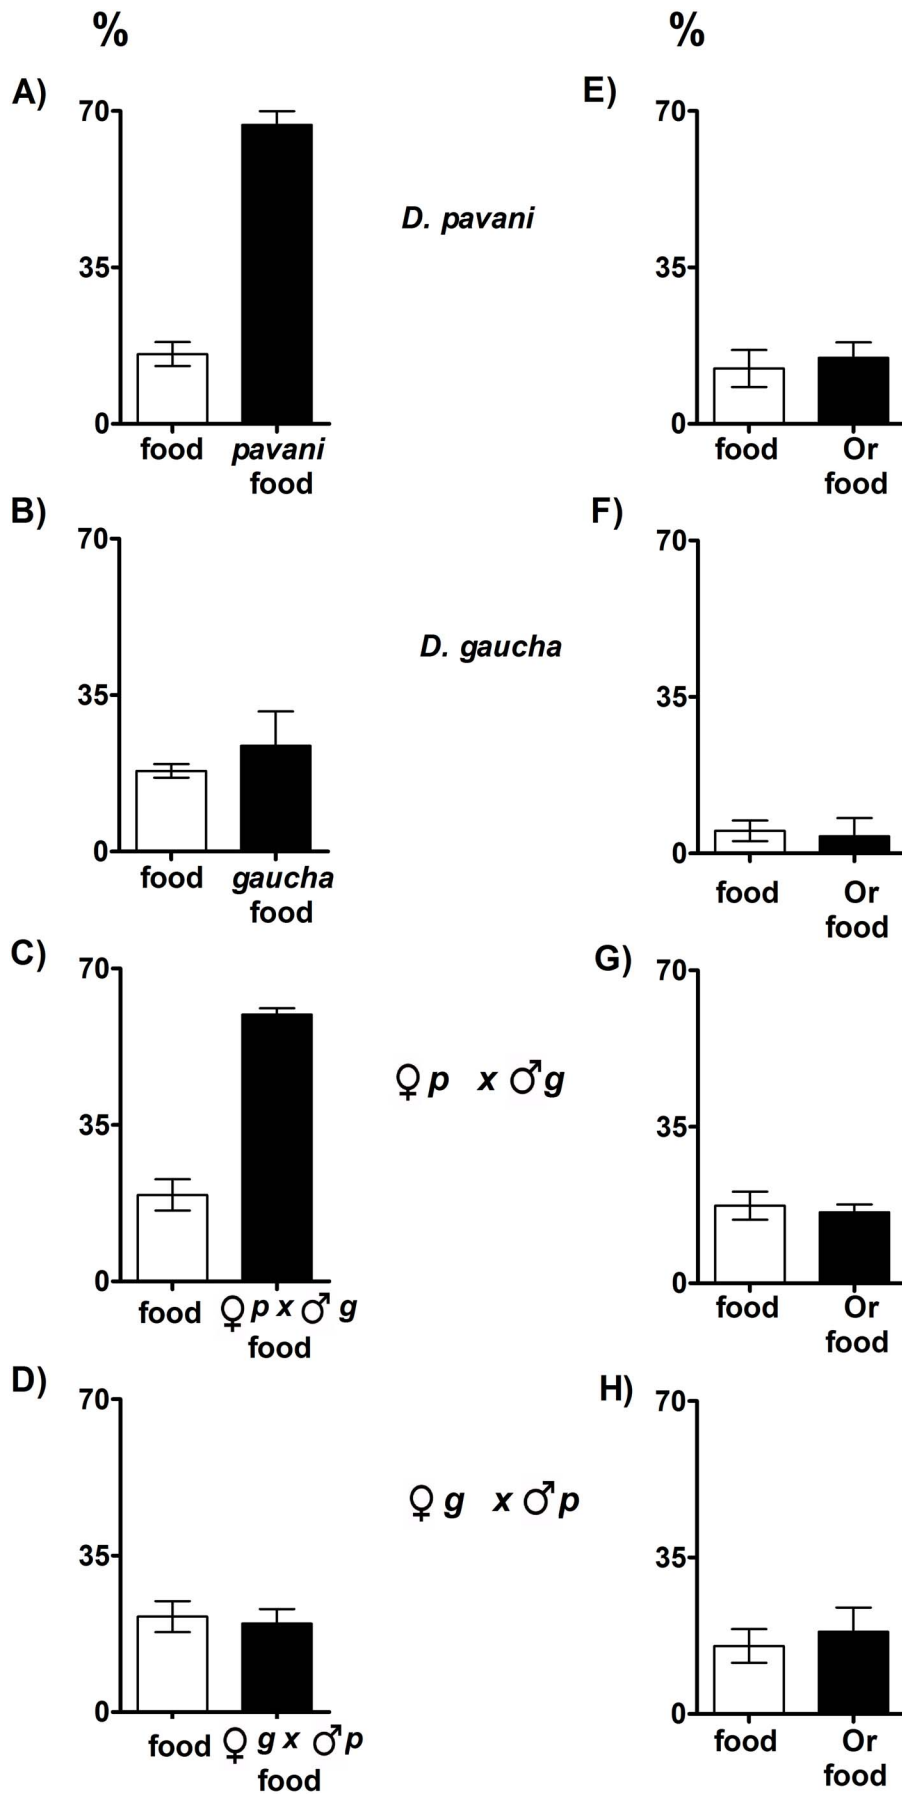 %
A)
70
35
0
food
pavani
food
D. pavani
%
E)
70
35
0
food
Or
food
B)
70
35
0
food
gaucha
food
D. gaucha
F)
70
35
0
food
Or
food
C)
70
35
0
food
♀ p x ♂ g
food
♀ p x ♂ g
G)
70
35
0
food
Or
food
D)
70
35
0
food
♀ g x ♂ p
food
♀ g x ♂ p
H)
70
35
0
food
Or
food